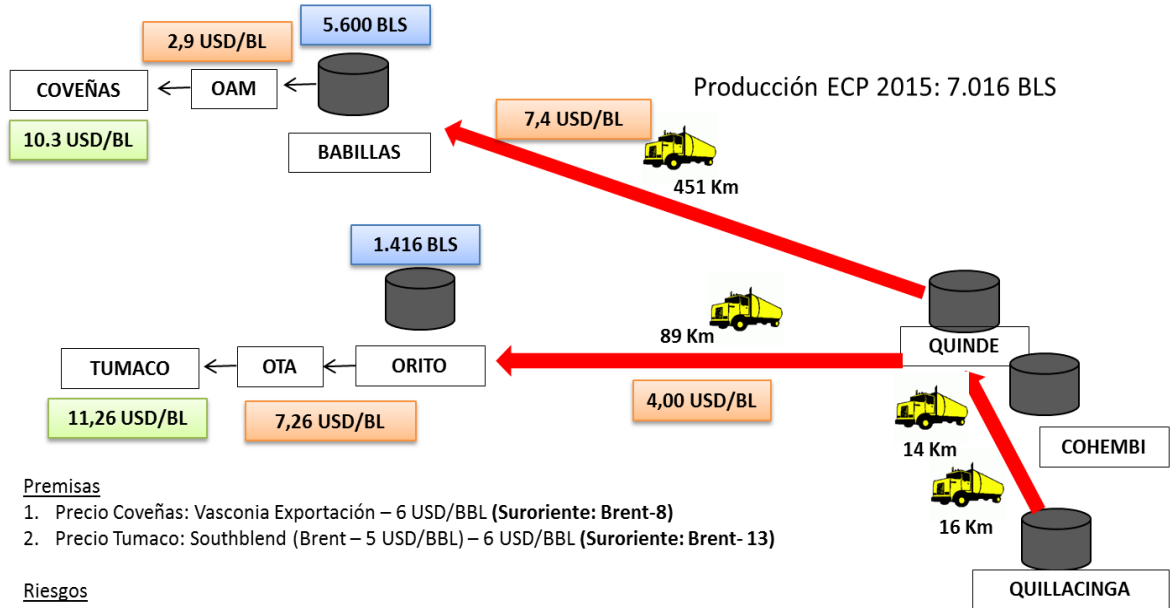 5.600 BLS
2,9 USD/BL
COVEÑAS
OAM
10.3 USD/BL
BABILLAS
Producción ECP 2015: 7.016 BLS
7,4 USD/BL
451 Km
1.416 BLS
89 Km
QUINDE
TUMACO
OTA
ORITO
4,00 USD/BL
11,26 USD/BL
7,26 USD/BL
14 Km
COHEMBI
16 Km
QUILLACINGA
Premisas
1. Precio Coveñas: Vasconia Exportación – 6 USD/BBL (Suroriente: Brent-8)
2. Precio Tumaco: Southblend (Brent – 5 USD/BBL) – 6 USD/BBL (Suroriente: Brent- 13)
Riesgos